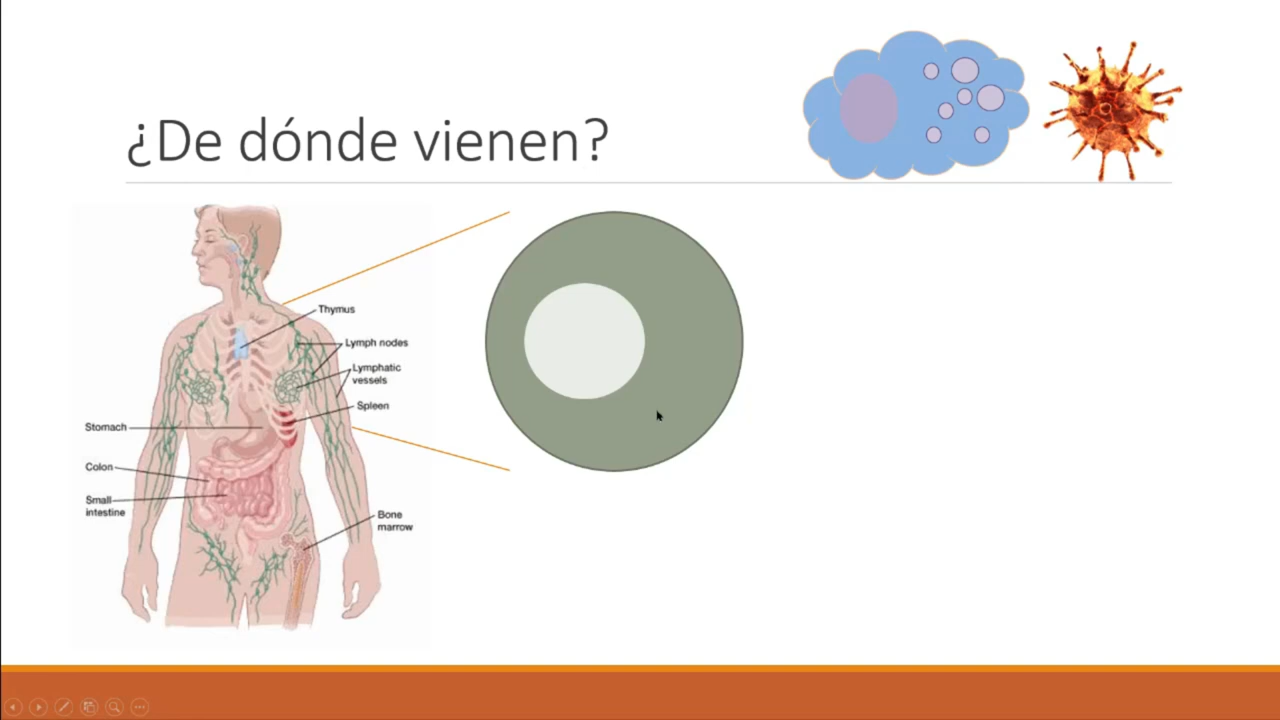 ¿De dónde vienen?
Thymus
Lymph nodes
Lymphatic
vessels
Spleen
Stomach
Colon
Small
intestine
Bone
marrow